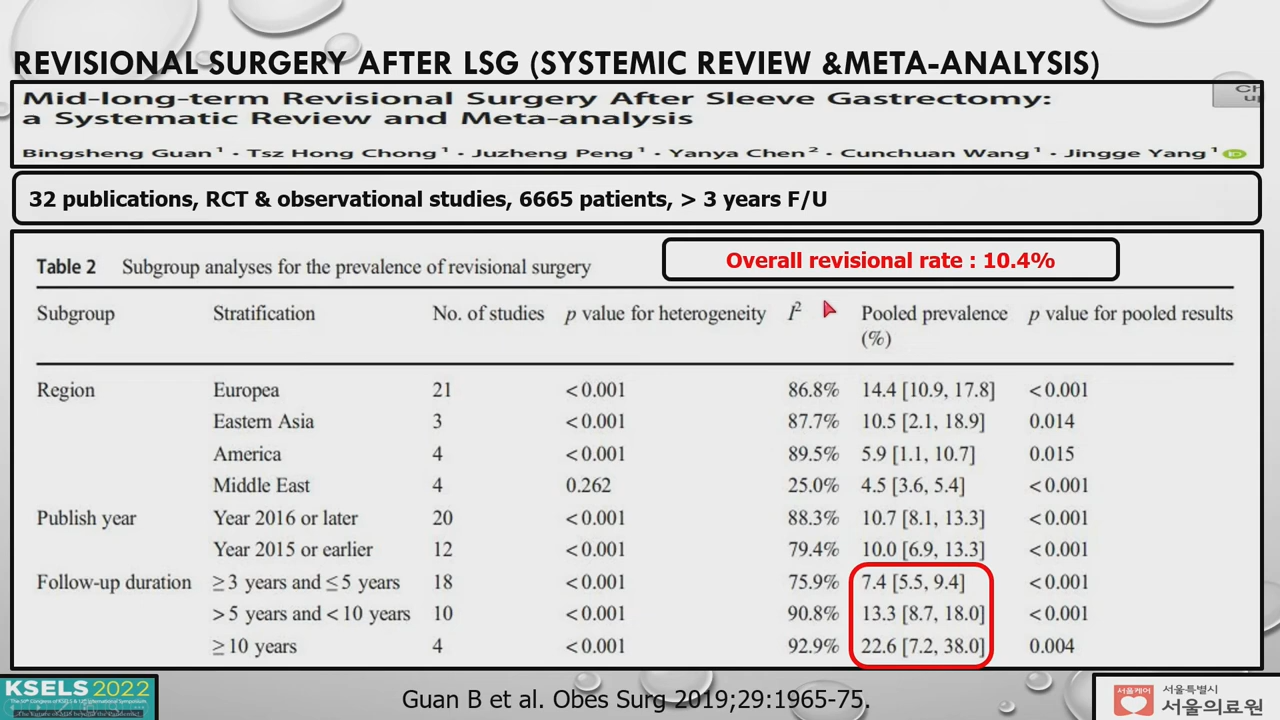 REVISIONAL SURGERY AFTER LSG (SYSTEMIC REVIEW &META-ANALYSIS)
Mid-long-term Revisional Surgery After Sleeve Gastrectomy:
a Systematic Review and Meta-analysis
Bingsheng Guan 1 · Tsz Hong Chong 1 · Juzheng Peng 1 · Yanya Chen 2 · Cunchuan Wang 1 · Jingge Yang 1 iD
32 publications, RCT & observational studies, 6665 patients, > 3 years F/U
Overall revisional rate : 10.4%
Table 2 Subgroup analyses for the prevalence of revisional surgery
Subgroup Stratification No. of studies p value for heterogeneity I² Pooled prevalence (%) p value for pooled results
Region Europea 21 <0.001 86.8% 14.4 [10.9, 17.8] <0.001
Eastern Asia 3 <0.001 87.7% 10.5 [2.1, 18.9] 0.014
America 4 <0.001 89.5% 5.9 [1.1, 10.7] 0.015
Middle East 4 0.262 25.0% 4.5 [3.6, 5.4] <0.001
Publish year Year 2016 or later 20 <0.001 88.3% 10.7 [8.1, 13.3] <0.001
Year 2015 or earlier 12 <0.001 79.4% 10.0 [6.9, 13.3] <0.001
Follow-up duration ≥3 years and ≤5 years 18 <0.001 75.9% 7.4 [5.5, 9.4] <0.001
>5 years and <10 years 10 <0.001 90.8% 13.3 [8.7, 18.0] <0.001
≥10 years 4 <0.001 92.9% 22.6 [7.2, 38.0] 0.004
KSELS 2022
Guan B et al. Obes Surg 2019;29:1965-75.
서울케어
서울특별시
서울의료원